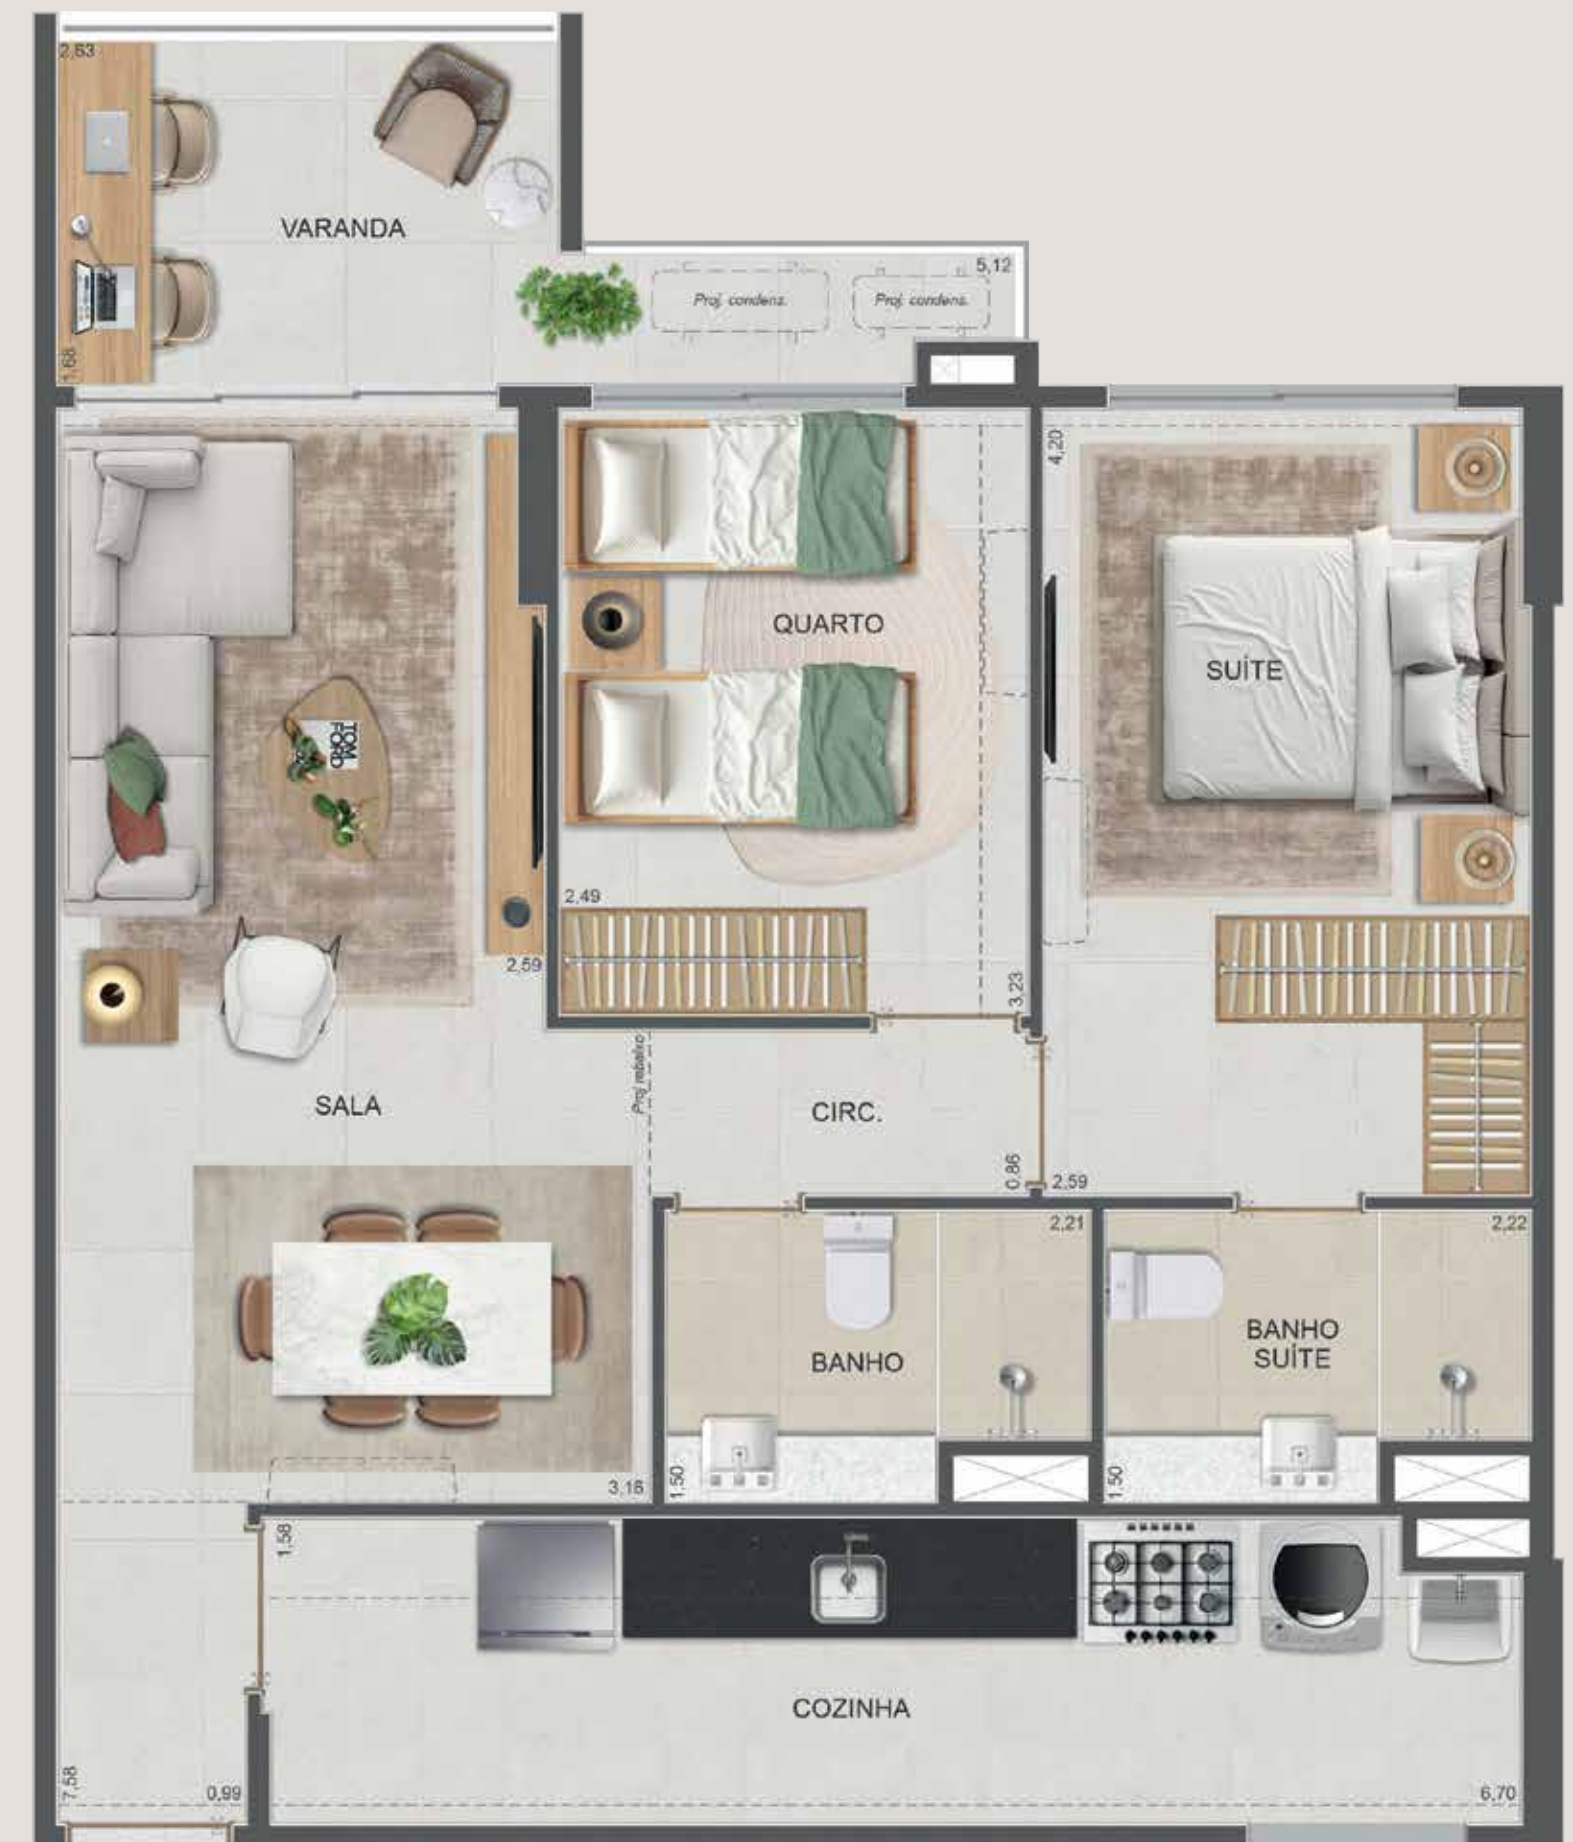 2,63
VARANDA
5,12
Proj. condens.
Proj. condens.
1,68
4,20
QUARTO
SUÍTE
TOM
FORD
2,49
2,59
3,23
Proj rebaixo
SALA
CIRC.
0,86
2,59
2,21
2,22
BANHO
BANHO
SUÍTE
3,18
1,50
1,50
1,58
COZINHA
7,58
0,99
6,70